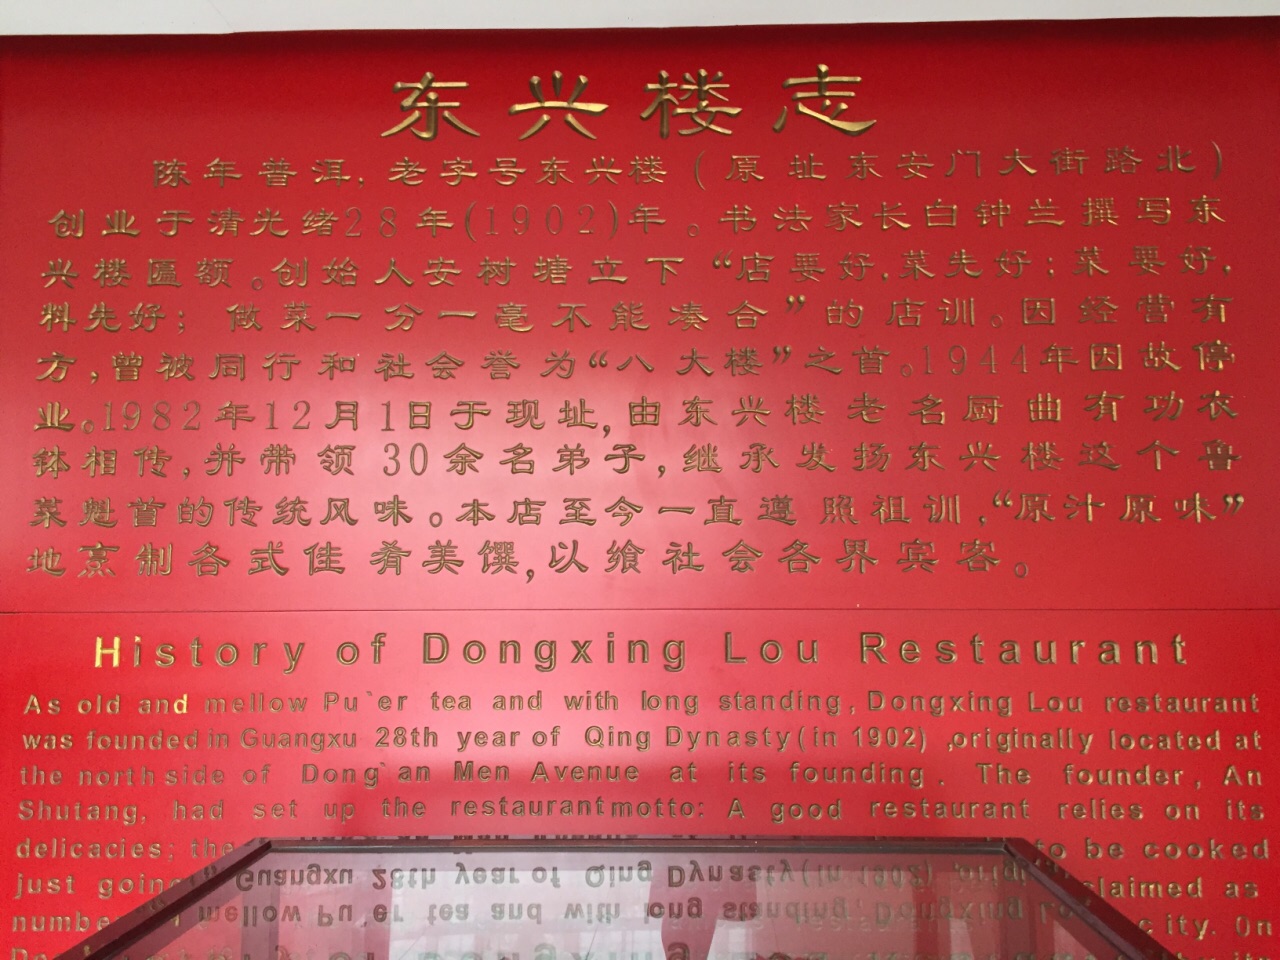 东兴楼志
陈年普洱;老字号东兴楼(原址东安门大街路北)
创业于清光绪28年(1902)年。书法家长白钟兰撰写东
兴楼匾额。创始人安树塘立下“店要好,菜先好;菜要好,
料先好;做菜一分一毫不能凑合”的店训。因经营有
方,曾被同行和社会誉为“八大楼”之首。1944年因故停
业。1982年12月1日于现址,由东兴楼老名厨曲有功衣
钵相传,并带领30余名弟子,继承发扬东兴楼这个鲁
菜魁首的传统风味。本店至今一直遵照祖训,“原汁原味”
地烹制各式佳肴美馔,以飨社会各界宾客。
History of Dongxing Lou Restaurant
As old and mellow Pu`er tea and with long standing, Dongxing Lou restaurant
was founded in Guangxu 28th year of Qing Dynasty(in 1902) ,originally located at
the north side of Dong`an Men Avenue at its founding. The founder, An
Shutang, had set up the restaurant motto: A good restaurant relies on its
delicacies; the to be cooked
just going claimed as
number city. On